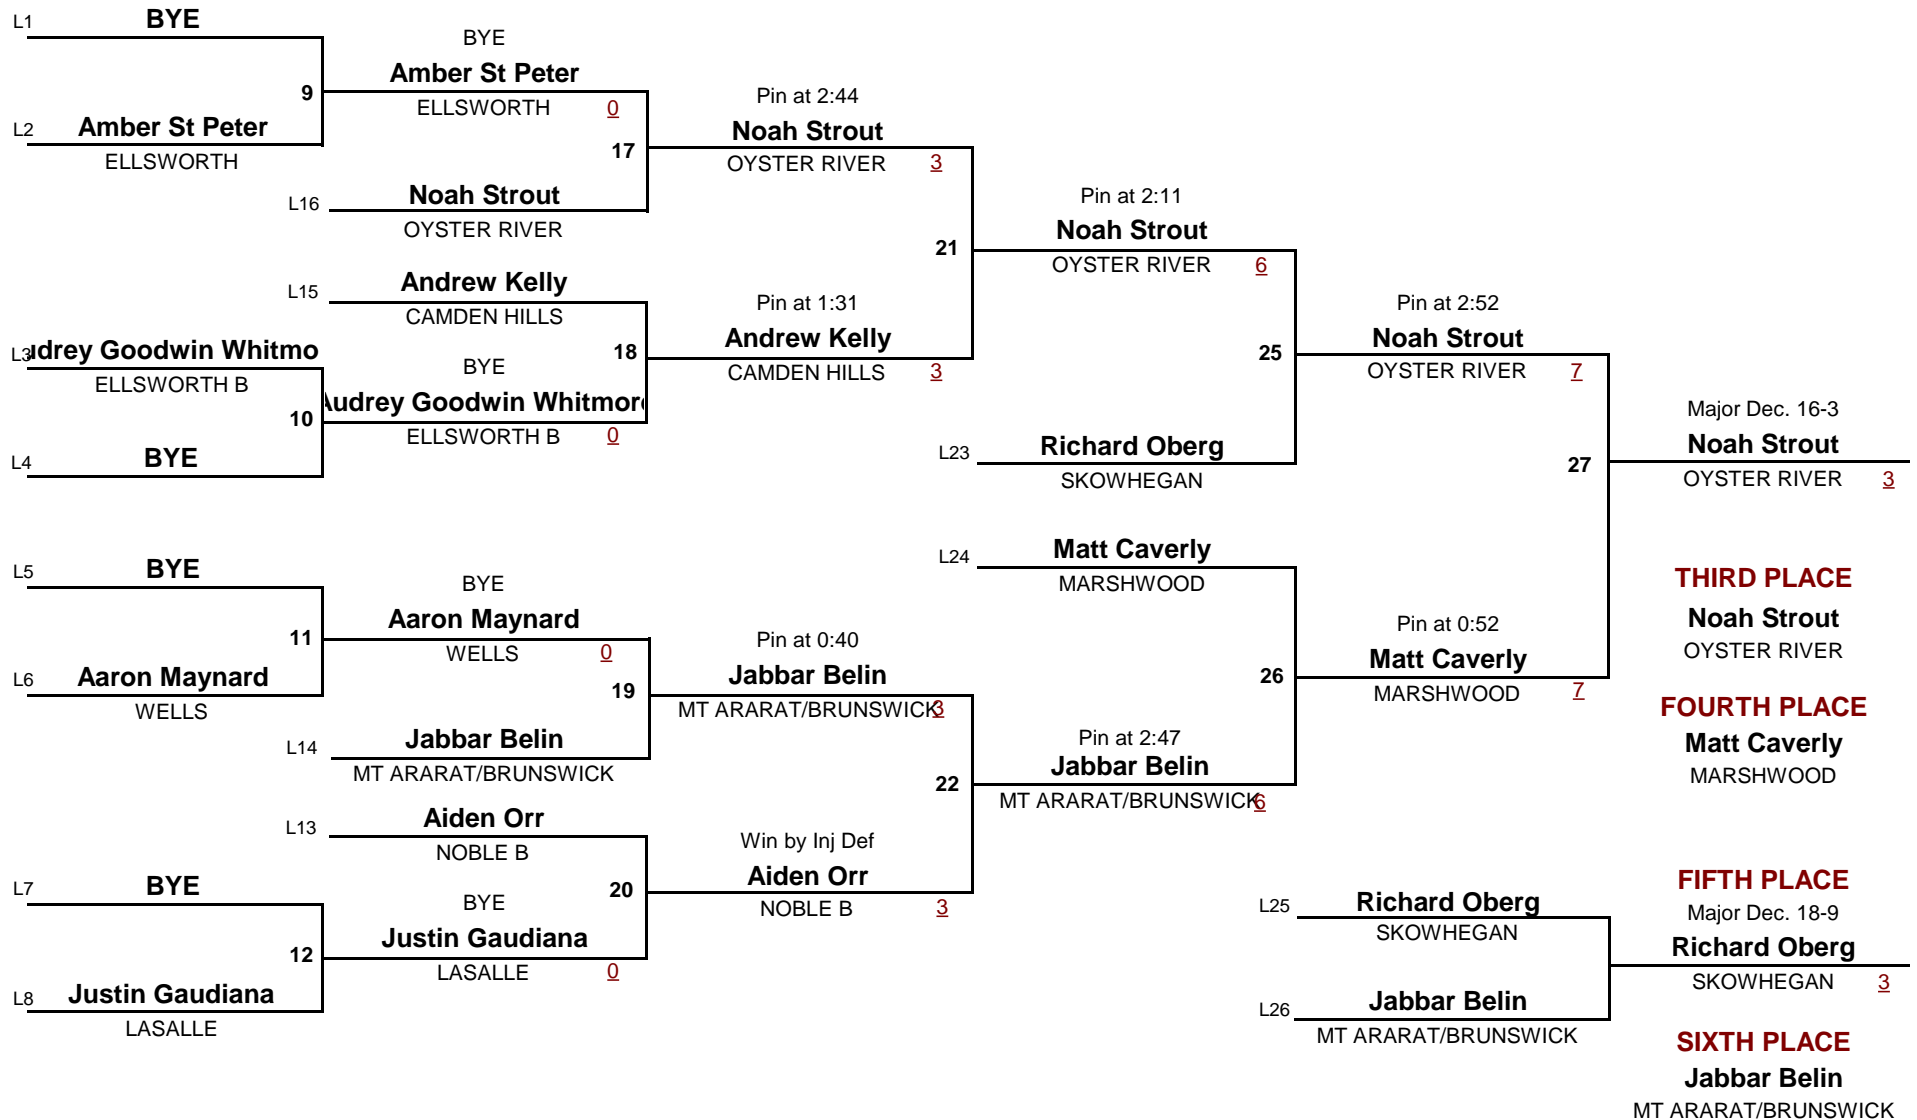 L1 BYE
9
L2 Amber St Peter
ELLSWORTH
BYE
Amber St Peter
ELLSWORTH 0
17
L16 Noah Strout
OYSTER RIVER
Pin at 2:44
Noah Strout
OYSTER RIVER 3
21
L15 Andrew Kelly
CAMDEN HILLS
18
L3 udrey Goodwin Whitmo
ELLSWORTH B
10
L4 BYE
BYE
Audrey Goodwin Whitmore
ELLSWORTH B 0
Pin at 1:31
Andrew Kelly
CAMDEN HILLS 3
Pin at 2:11
Noah Strout
OYSTER RIVER 6
25
L23 Richard Oberg
SKOWHEGAN
Pin at 2:52
Noah Strout
OYSTER RIVER 7
27
Major Dec. 16-3
Noah Strout
OYSTER RIVER 3
L5 BYE
11
L6 Aaron Maynard
WELLS
BYE
Aaron Maynard
WELLS 0
19
L14 Jabbar Belin
MT ARARAT/BRUNSWICK
Pin at 0:40
Jabbar Belin
MT ARARAT/BRUNSWICK 3
22
L13 Aiden Orr
NOBLE B
20
L7 BYE
12
L8 Justin Gaudiana
LASALLE
BYE
Justin Gaudiana
LASALLE 0
Win by Inj Def
Aiden Orr
NOBLE B 3
L24 Matt Caverly
MARSHWOOD
26
Pin at 2:47
Jabbar Belin
MT ARARAT/BRUNSWICK 6
Pin at 0:52
Matt Caverly
MARSHWOOD 7
THIRD PLACE
Noah Strout
OYSTER RIVER
FOURTH PLACE
Matt Caverly
MARSHWOOD
L25 Richard Oberg
SKOWHEGAN
L26 Jabbar Belin
MT ARARAT/BRUNSWICK
FIFTH PLACE
Major Dec. 18-9
Richard Oberg
SKOWHEGAN 3
SIXTH PLACE
Jabbar Belin
MT ARARAT/BRUNSWICK